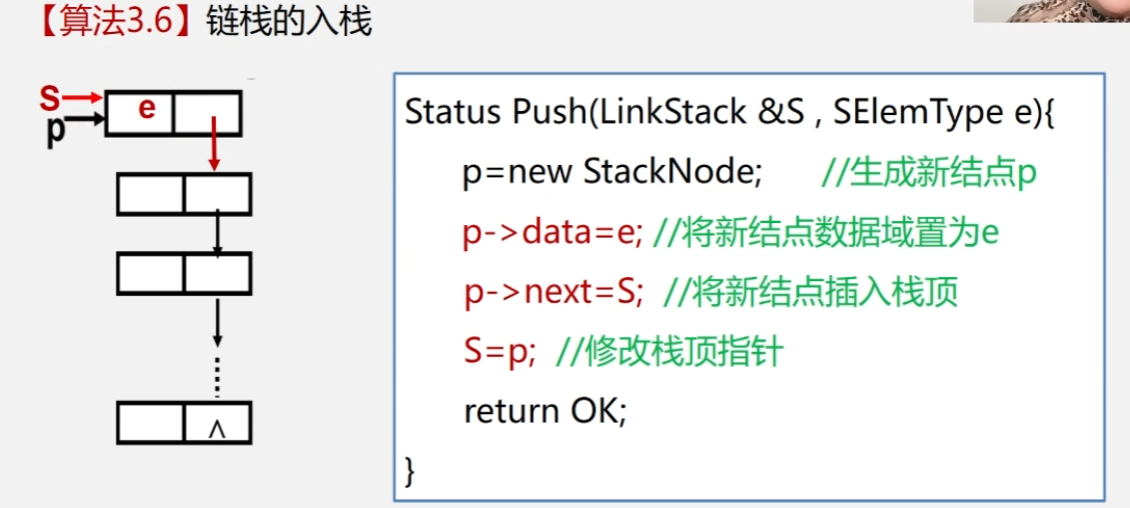 【算法3.6】链栈的入栈
S
p
e
∧
Status Push(LinkStack &S , SElemType e){
p=new StackNode; //生成新结点p
p->data=e; //将新结点数据域置为e
p->next=S; //将新结点插入栈顶
S=p; //修改栈顶指针
return OK;
}